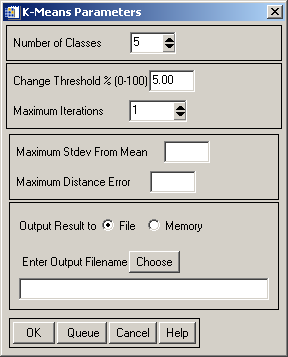 K-Means Parameters
Number of Classes 5
Change Threshold % (0-100) 5.00
Maximum Iterations 1
Maximum Stdev From Mean
Maximum Distance Error
Output Result to File Memory
Enter Output Filename Choose
OK Queue Cancel Help